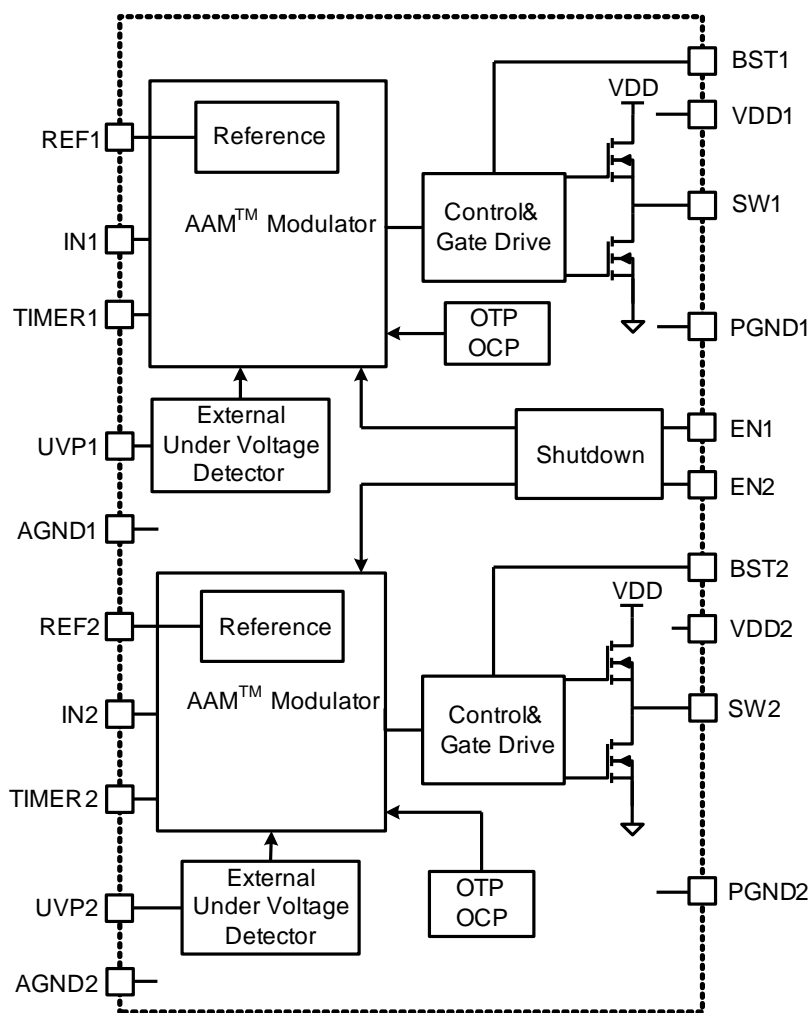 BST1
VDD
VDD1
REF1
Reference
AAM™ Modulator
Control&
Gate Drive
SW1
IN1
TIMER1
OTP
OCP
PGND1
External
Under Voltage
Detector
UVP1
EN1
Shutdown
EN2
AGND1
BST2
VDD
VDD2
REF2
Reference
AAM™ Modulator
Control&
Gate Drive
SW2
IN2
TIMER2
External
Under Voltage
Detector
OTP
OCP
PGND2
UVP2
AGND2